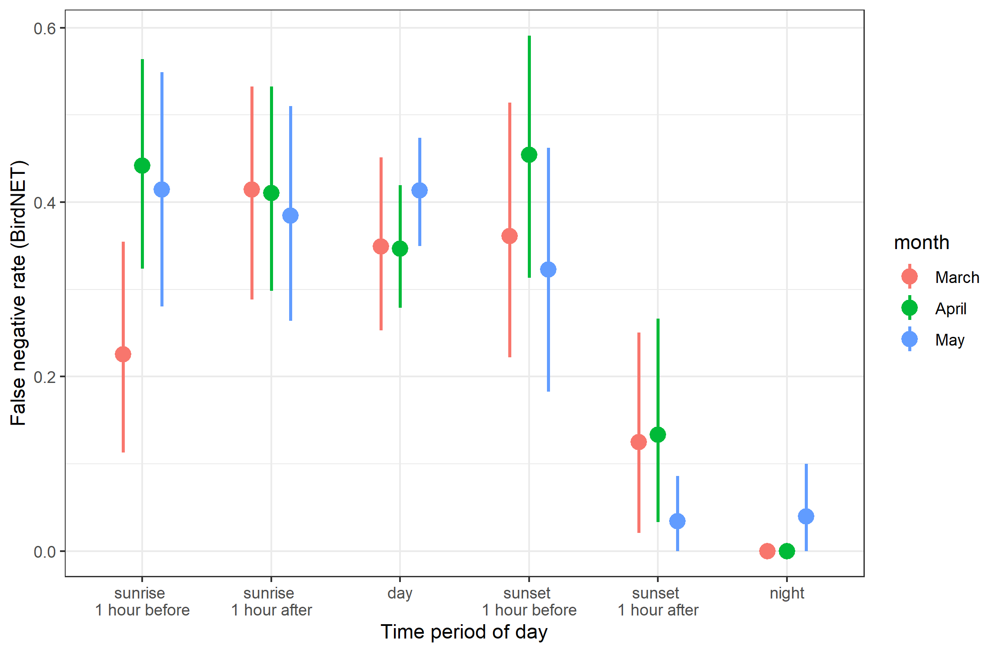 False negative rate (BirdNET)
0.6
0.4
0.2
0.0
sunrise
1 hour before
sunrise
1 hour after
day
sunset
1 hour before
sunset
1 hour after
night
Time period of day
month
March
April
May